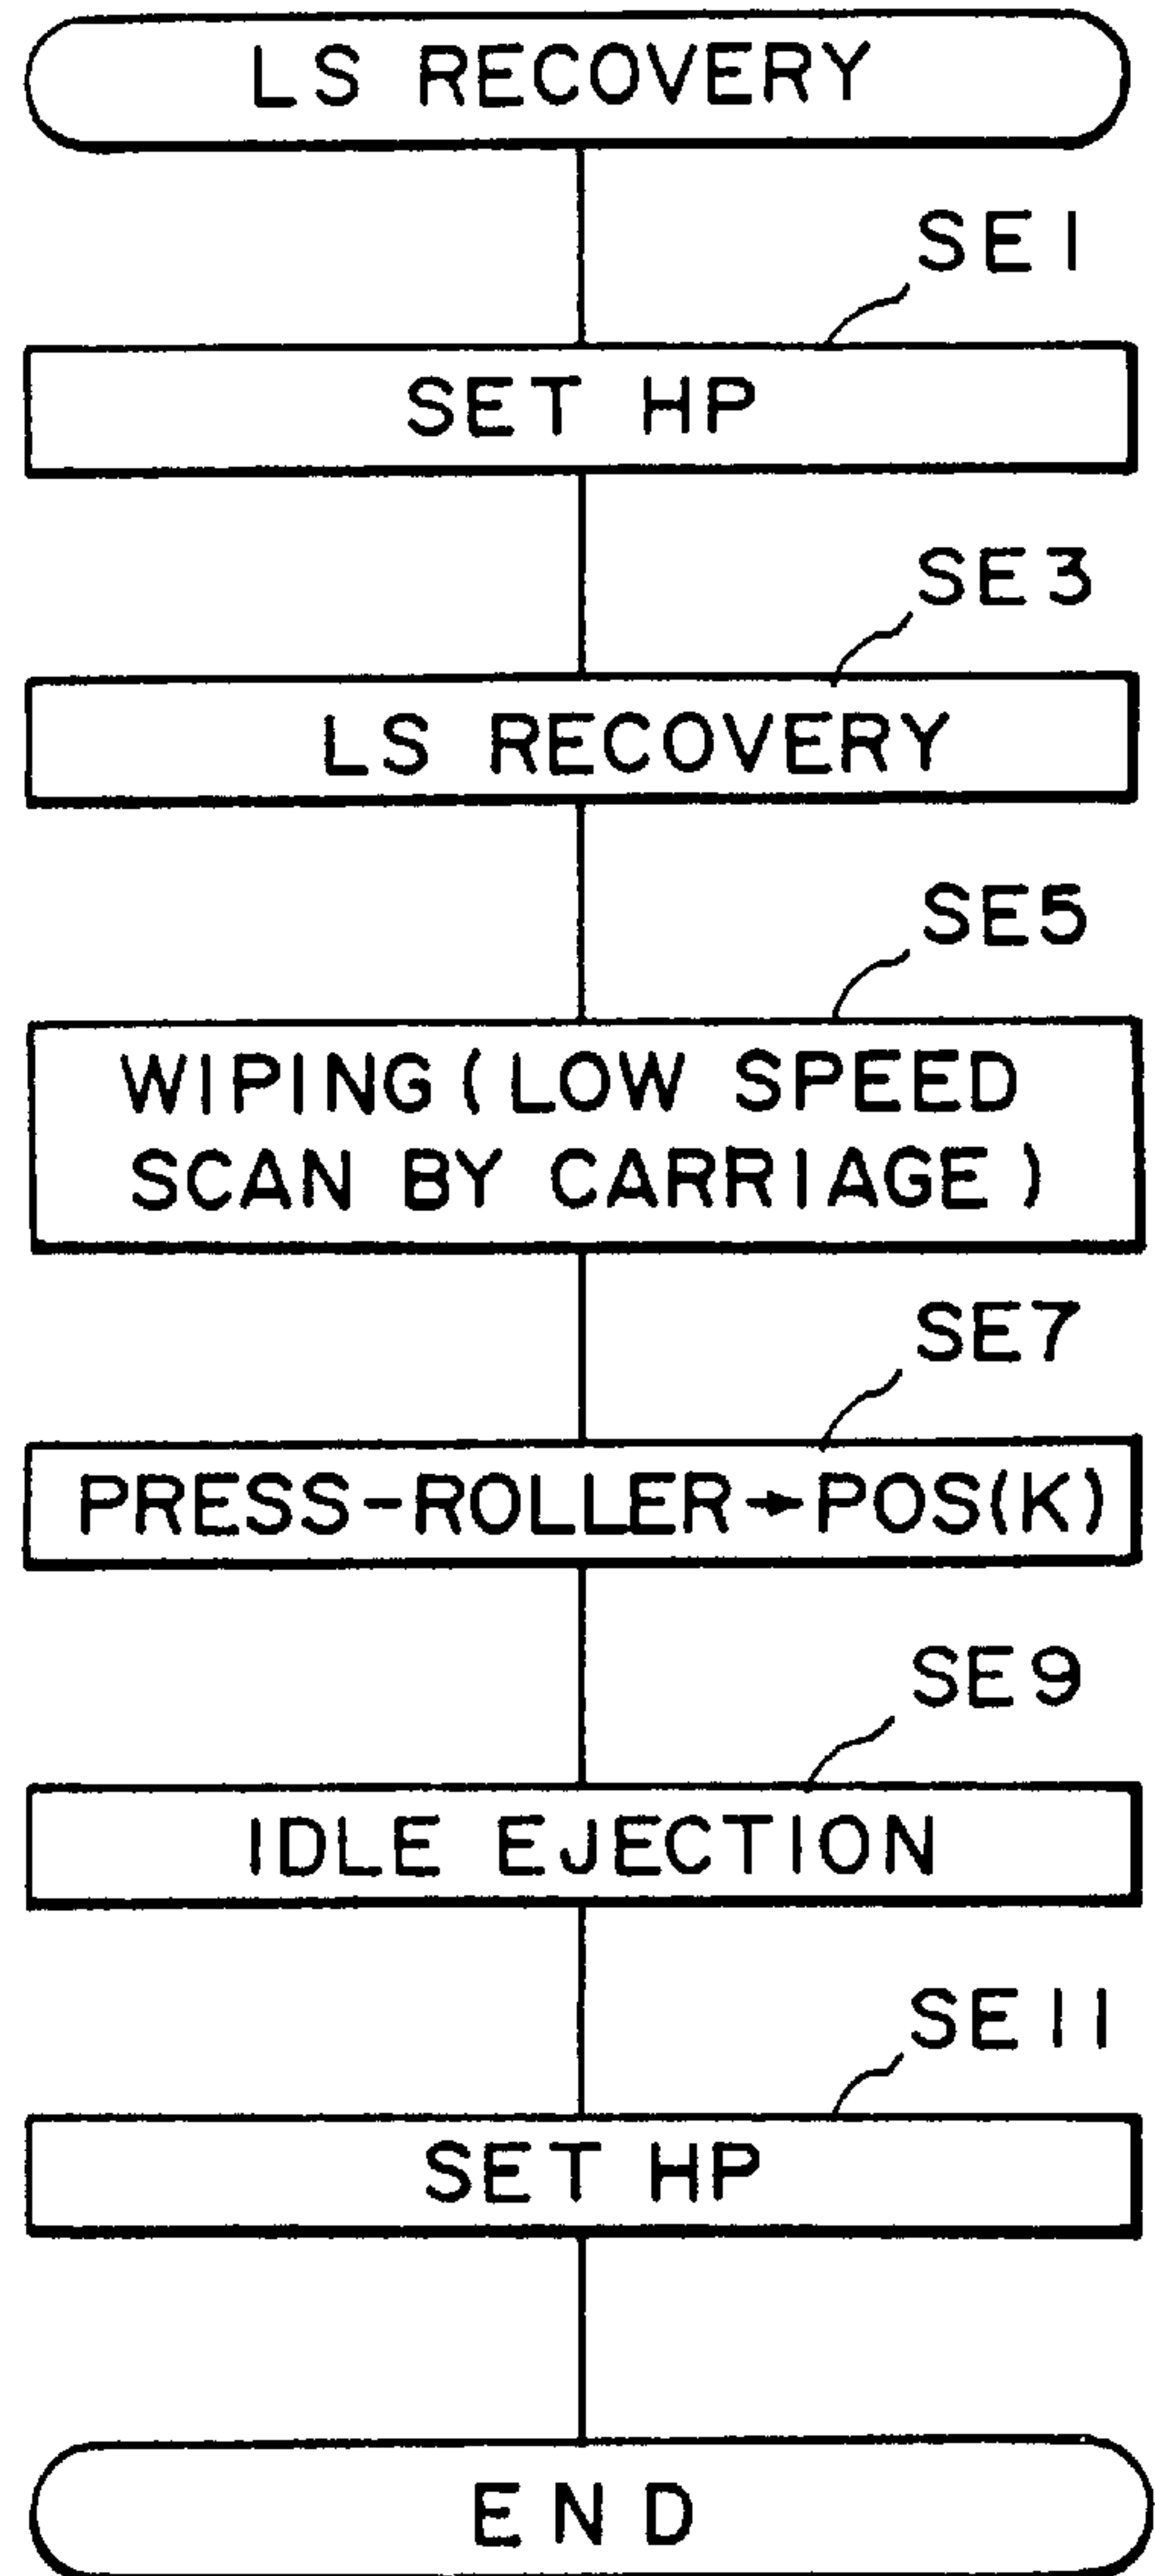 LS RECOVERY
SE1
SET HP
SE3
LS RECOVERY
SE5
WIPING(LOW SPEED
SCAN BY CARRIAGE)
SE7
PRESS-ROLLER→POS(K)
SE9
IDLE EJECTION
SE11
SET HP
END